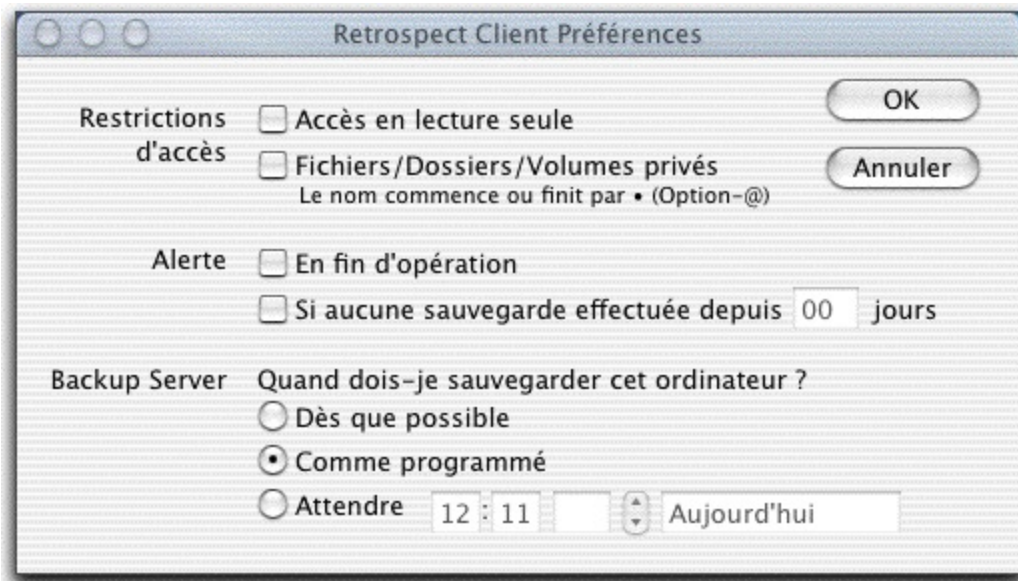 Retrospect Client Préférences
Restrictions d'accès
Accès en lecture seule
Fichiers/Dossiers/Volumes privés
Le nom commence ou finit par • (Option-@)
OK
Annuler
Alerte
En fin d'opération
Si aucune sauvegarde effectuée depuis 00 jours
Backup Server
Quand dois-je sauvegarder cet ordinateur ?
Dès que possible
Comme programmé
Attendre 12 : 11 Aujourd'hui